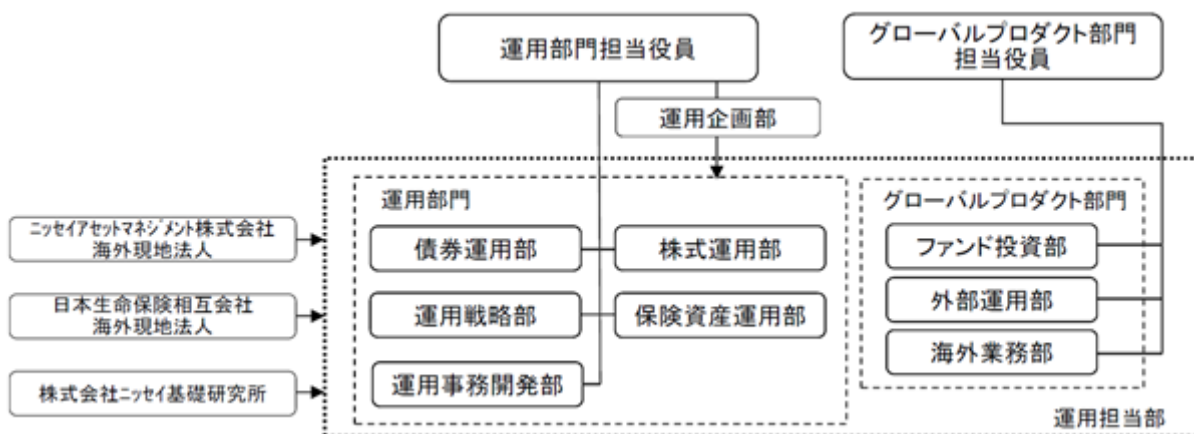 運用部門担当役員
グローバルプロダクト部門
担当役員
運用企画部
運用部門
グローバルプロダクト部門
ニッセイアセットマネジメント株式会社
海外現地法人
債券運用部
株式運用部
ファンド投資部
日本生命保険相互会社
海外現地法人
運用戦略部
保険資産運用部
外部運用部
海外業務部
株式会社ニッセイ基礎研究所
運用事務開発部
運用担当部